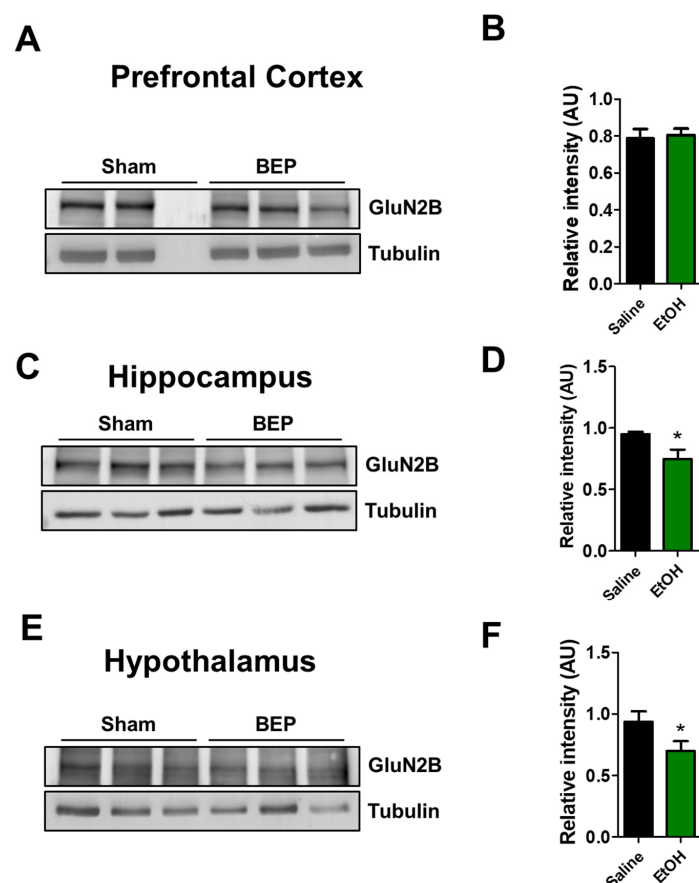 A
Prefrontal Cortex
Sham BEP
GluN2B
Tubulin
B
Relative intensity (AU)
1.0
0.8
0.6
0.4
0.2
0.0
Saline EtOH
C
Hippocampus
Sham BEP
GluN2B
Tubulin
D
Relative intensity (AU)
1.5
1.0
0.5
0.0
*
Saline EtOH
E
Hypothalamus
Sham BEP
GluN2B
Tubulin
F
Relative intensity (AU)
1.5
1.0
0.5
0.0
*
Saline EtOH